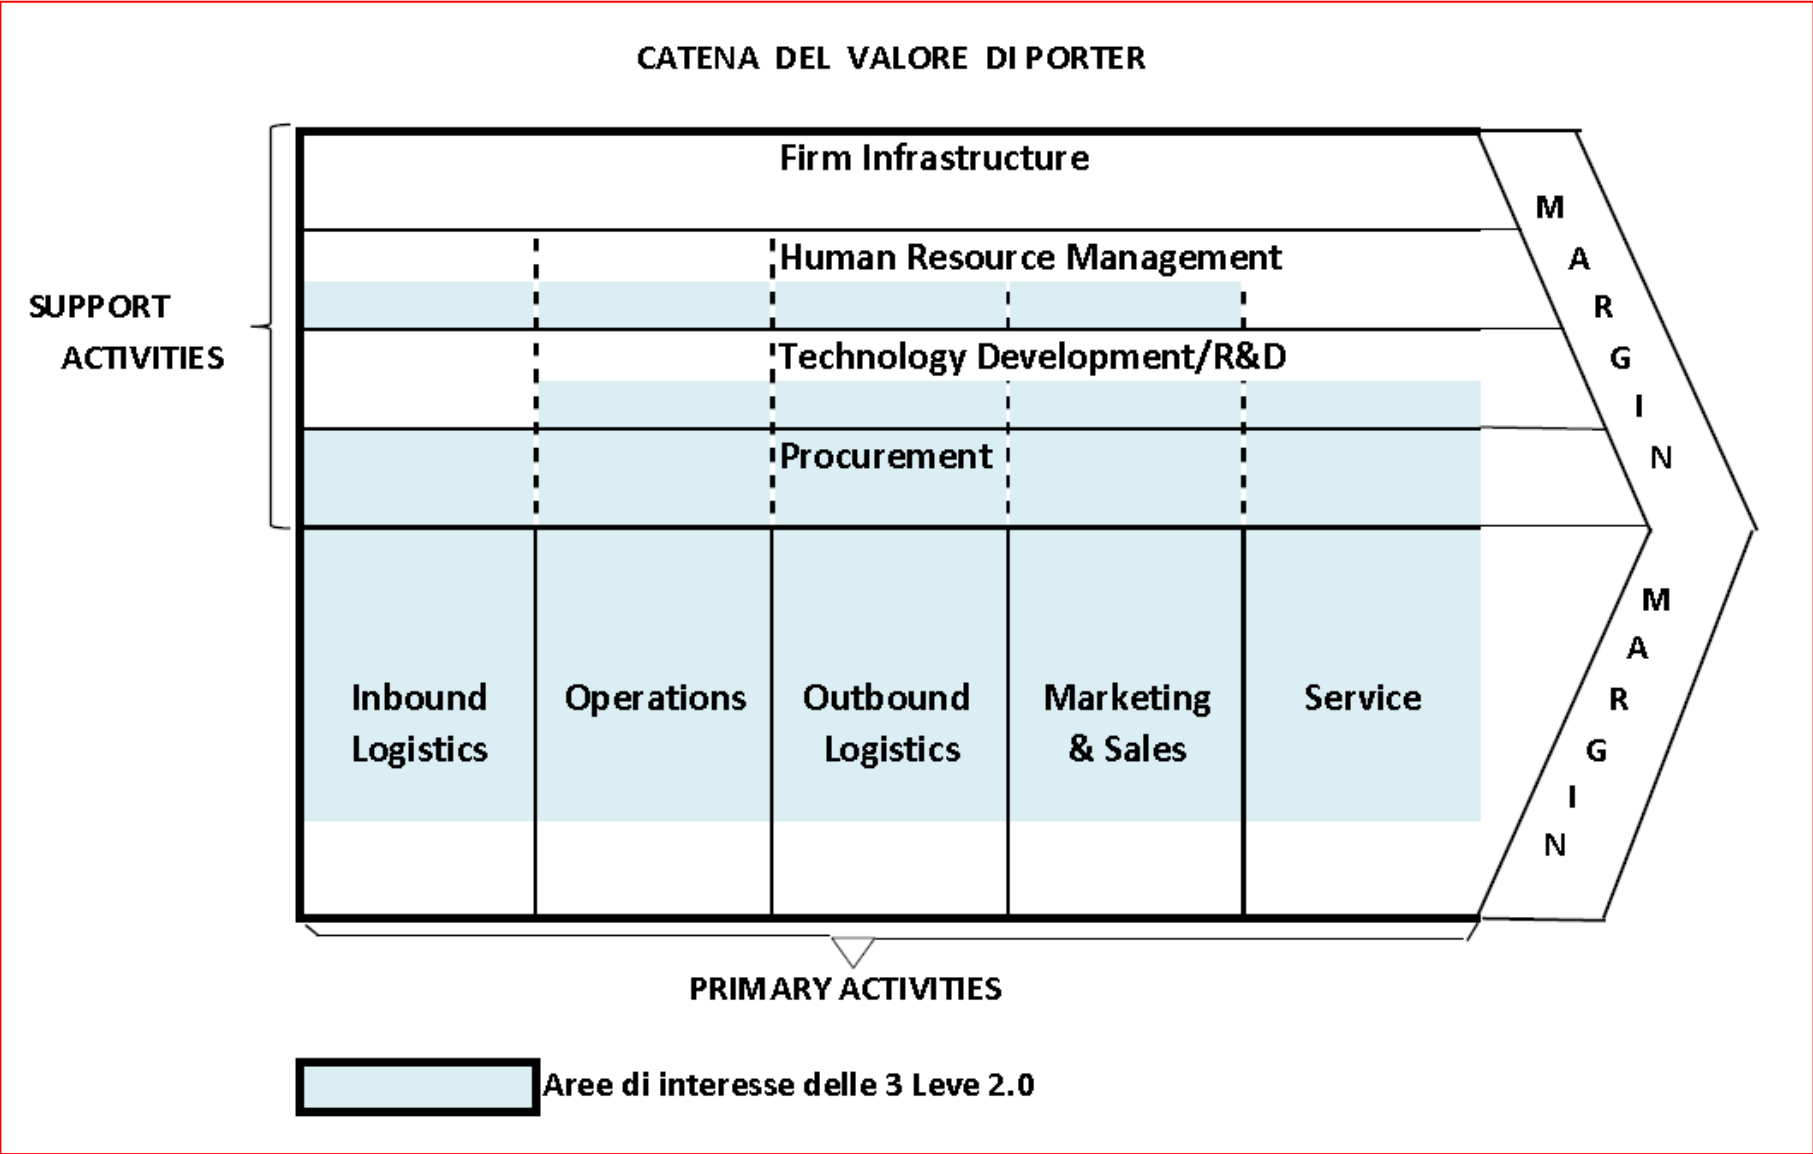 CATENA DEL VALORE DI PORTER
Firm Infrastructure
Human Resource Management
Technology Development/R&D
Procurement
SUPPORT
ACTIVITIES
M
A
R
G
I
N
Inbound
Logistics
Operations
Outbound
Logistics
Marketing
& Sales
Service
M
A
R
G
I
N
PRIMARY ACTIVITIES
Aree di interesse delle 3 Leve 2.0